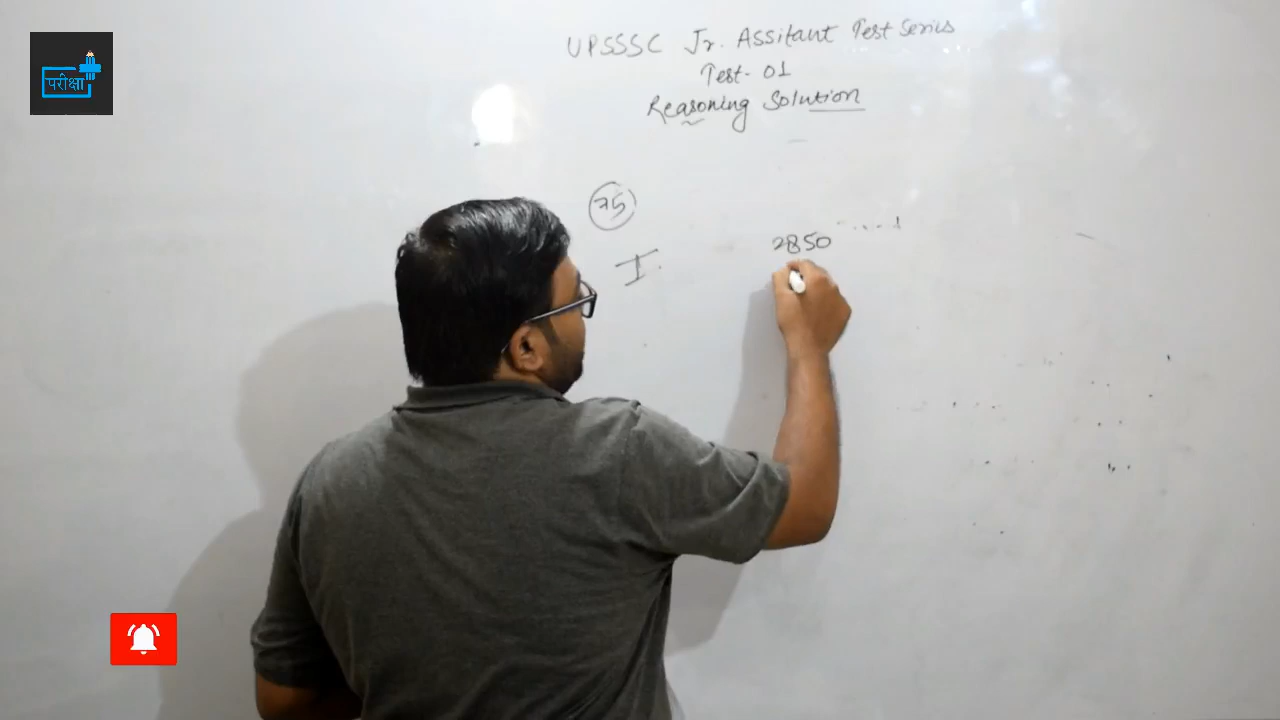 परीक्षा
UPSSSC Jr. Assitant Test Series
Test- 01
Reasoning Solution
75
I.
2850